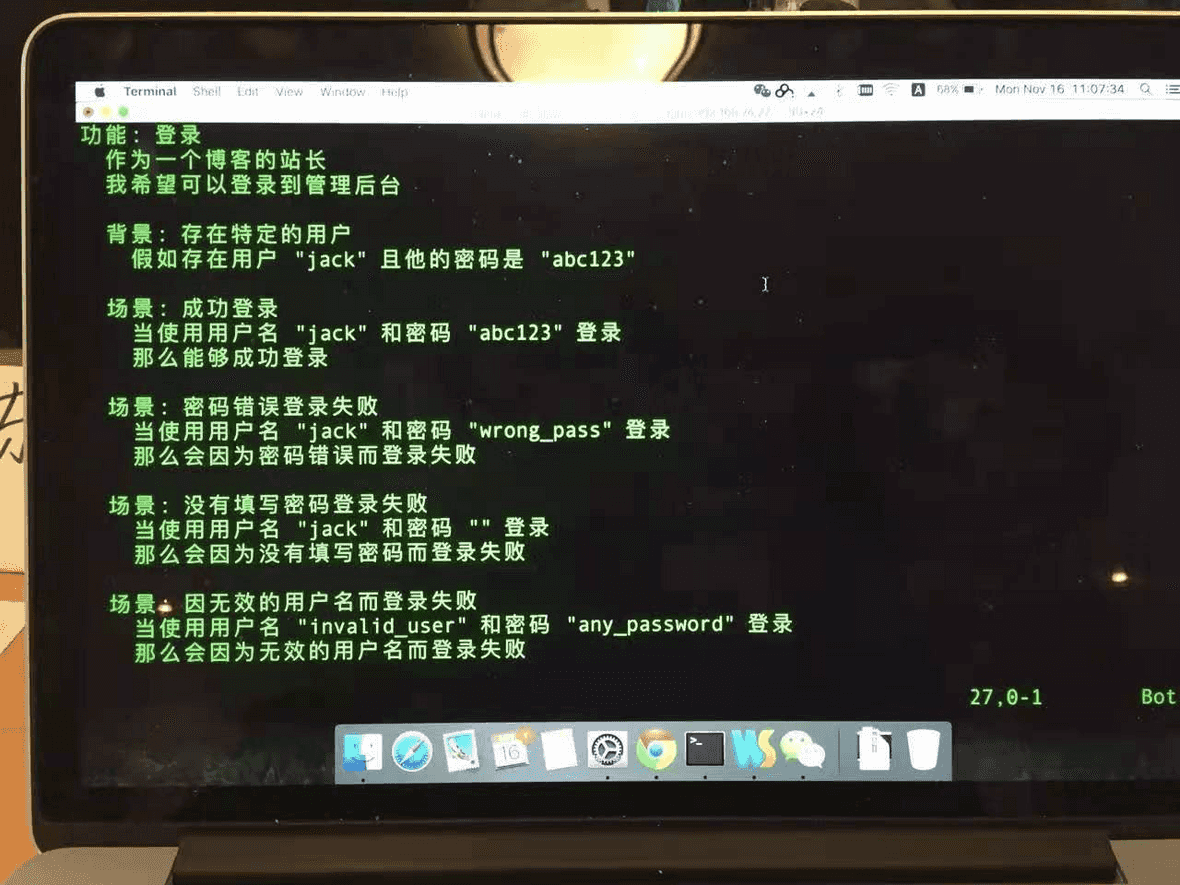 Terminal Shell Edit View Window Help
A 68% Mon Nov 16 11:07:34
功能: 登录
作为一个博客的站长
我希望可以登录到管理后台
背景: 存在特定的用户
假如存在用户 "jack" 且他的密码是 "abc123"
场景: 成功登录
当使用用户名 "jack" 和密码 "abc123" 登录
那么能够成功登录
场景: 密码错误登录失败
当使用用户名 "jack" 和密码 "wrong_pass" 登录
那么会因为密码错误而登录失败
场景: 没有填写密码登录失败
当使用用户名 "jack" 和密码 "" 登录
那么会因为没有填写密码而登录失败
场景: 因无效的用户名而登录失败
当使用用户名 "invalid_user" 和密码 "any_password" 登录
那么会因为无效的用户名而登录失败
27,0-1 Bot
16
WS